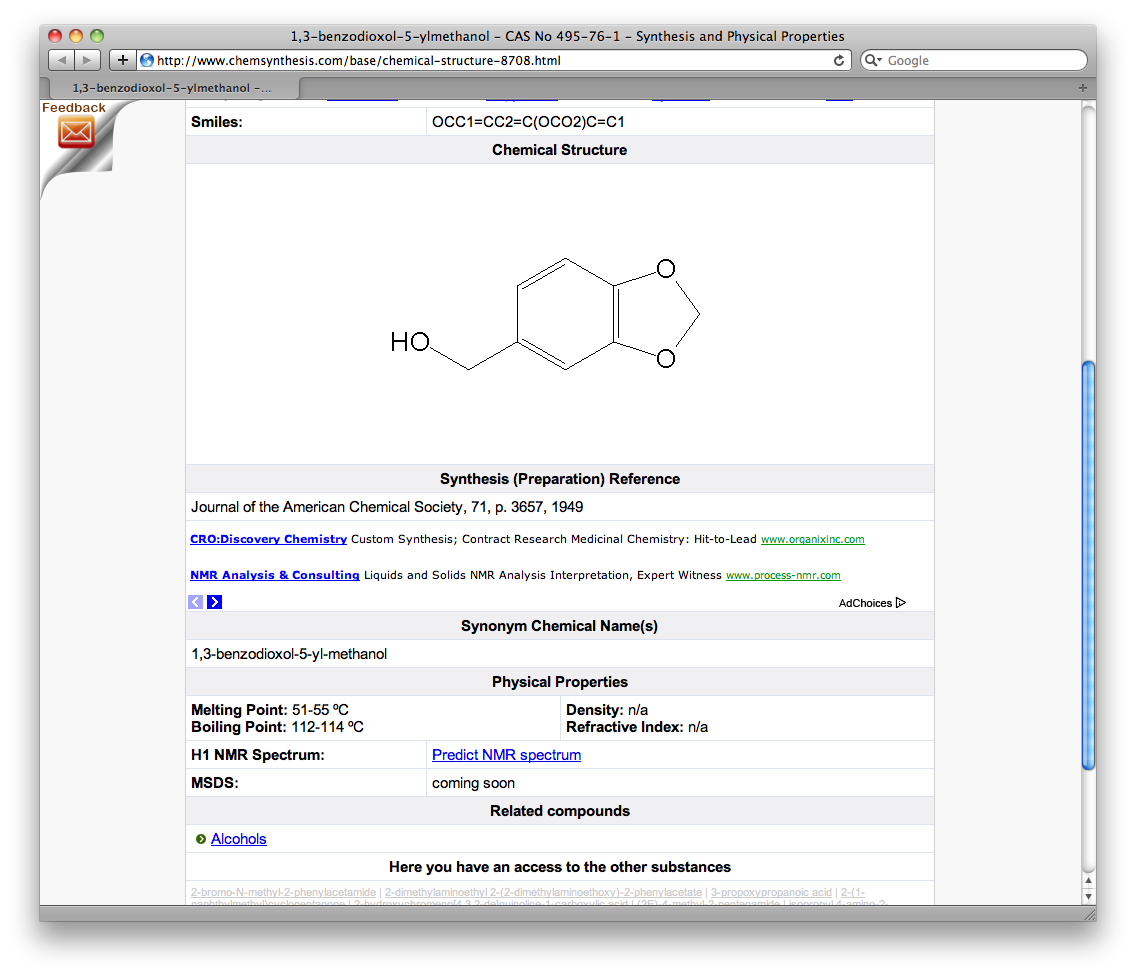 1,3-benzodioxol-5-ylmethanol – CAS No 495-76-1 – Synthesis and Physical Properties
http://www.chemsynthesis.com/base/chemical-structure-8708.html
Google
1,3-benzodioxol-5-ylmethanol –...
Feedback
Smiles: OCC1=CC2=C(OCO2)C=C1
Chemical Structure
O
HO
O
Synthesis (Preparation) Reference
Journal of the American Chemical Society, 71, p. 3657, 1949
CRO:Discovery Chemistry Custom Synthesis; Contract Research Medicinal Chemistry: Hit-to-Lead www.organixinc.com
NMR Analysis & Consulting Liquids and Solids NMR Analysis Interpretation, Expert Witness www.process-nmr.com
AdChoices
Synonym Chemical Name(s)
1,3-benzodioxol-5-yl-methanol
Physical Properties
Melting Point: 51-55 ºC Density: n/a
Boiling Point: 112-114 ºC Refractive Index: n/a
H1 NMR Spectrum: Predict NMR spectrum
MSDS: coming soon
Related compounds
Alcohols
Here you have an access to the other substances
2-bromo-N-methyl-2-phenylacetamide | 2-dimethylaminoethyl 2-(2-dimethylaminoethoxy)-2-phenylacetate | 3-propoxypropanoic acid | 2-(1-
naphthylmethyl)cyclopentanone | 2-hydroxychromeno[4,3,2-de]quinoline-1-carboxylic acid | (2E)-4-methyl-2-pentenamide | isopropyl 4-amino-2-